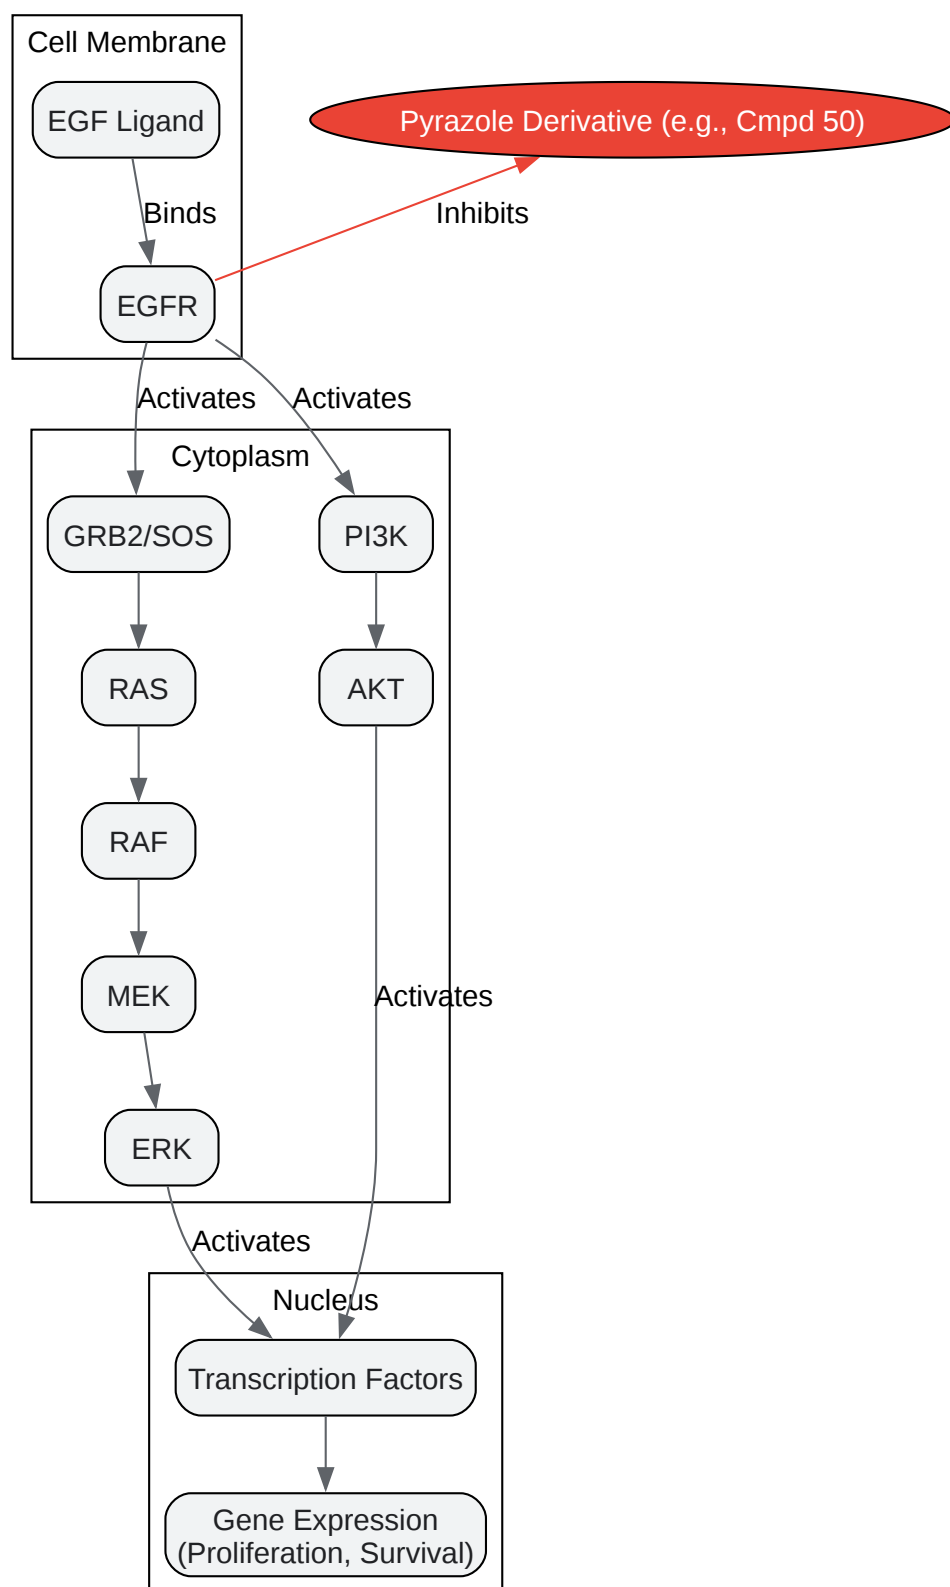 Cell Membrane
EGF Ligand
Pyrazole Derivative (e.g., Cmpd 50)
Binds
Inhibits
EGFR
Activates
Activates
Cytoplasm
GRB2/SOS
PI3K
RAS
AKT
RAF
MEK
Activates
ERK
Activates
Nucleus
Transcription Factors
Gene Expression
(Proliferation, Survival)